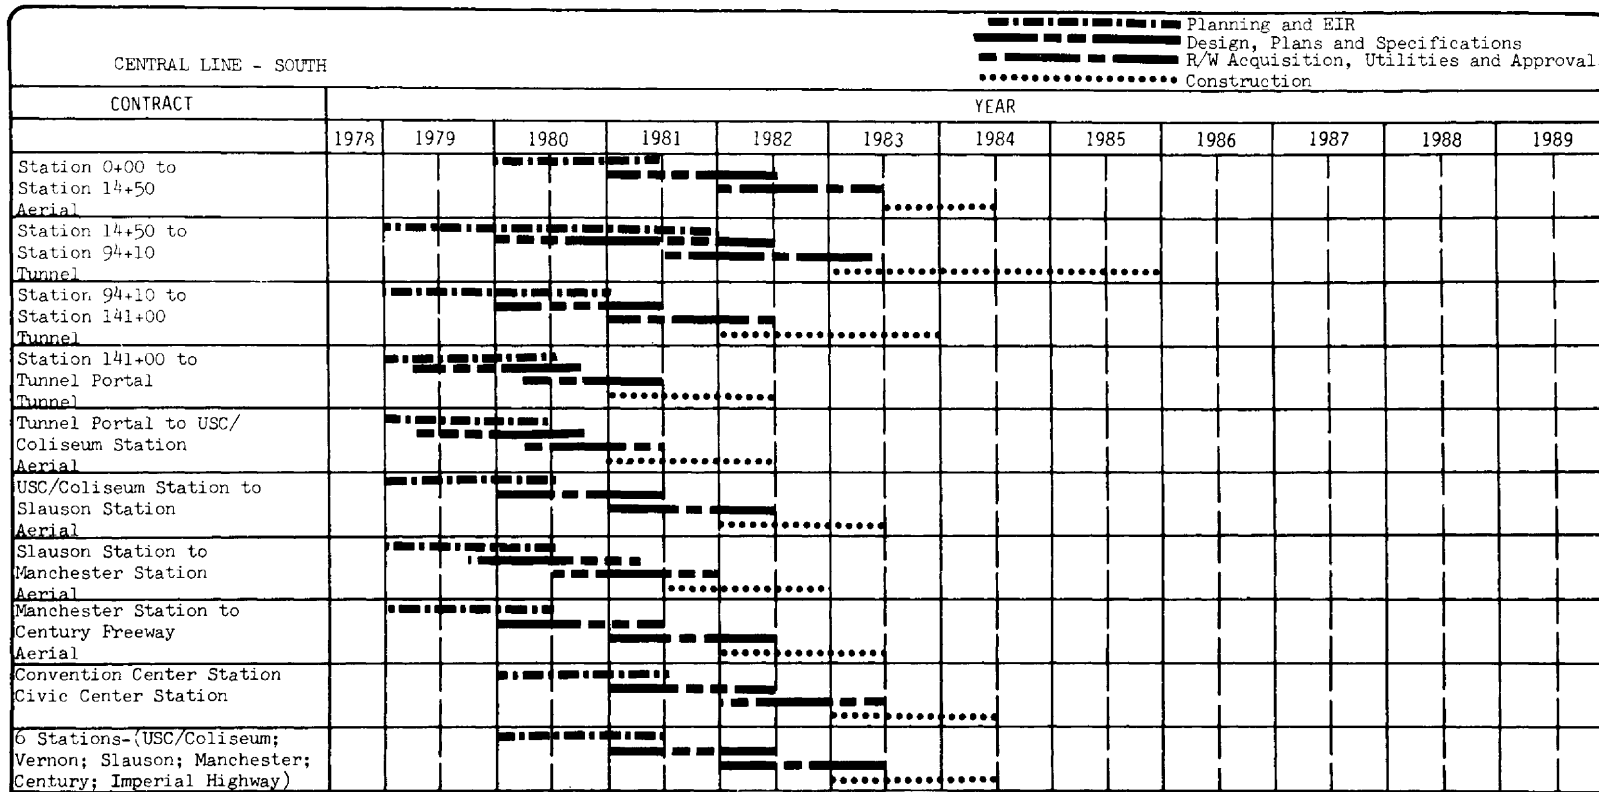 Planning and EIR
Design, Plans and Specifications
R/W Acquisition, Utilities and Approval
Construction
CENTRAL LINE - SOUTH
CONTRACT
YEAR
1978 1979 1980 1981 1982 1983 1984 1985 1986 1987 1988 1989
Station 0+00 to
Station 14+50
Aerial
Station 14+50 to
Station 94+10
Tunnel
Station 94+10 to
Station 141+00
Tunnel
Station 141+00 to
Tunnel Portal
Tunnel
Tunnel Portal to USC/
Coliseum Station
Aerial
USC/Coliseum Station to
Slauson Station
Aerial
Slauson Station to
Manchester Station
Aerial
Manchester Station to
Century Freeway
Aerial
Convention Center Station
Civic Center Station
6 Stations-(USC/Coliseum;
Vernon; Slauson; Manchester;
Century; Imperial Highway)